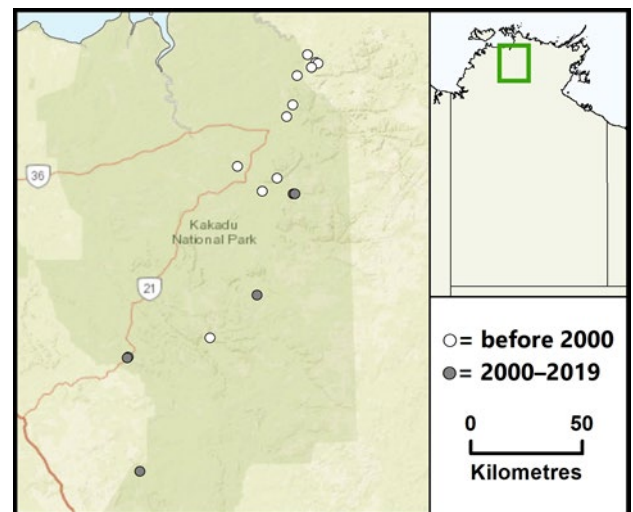 36
Kakadu
National Park
21
= before 2000
= 2000–2019
0 50
Kilometres